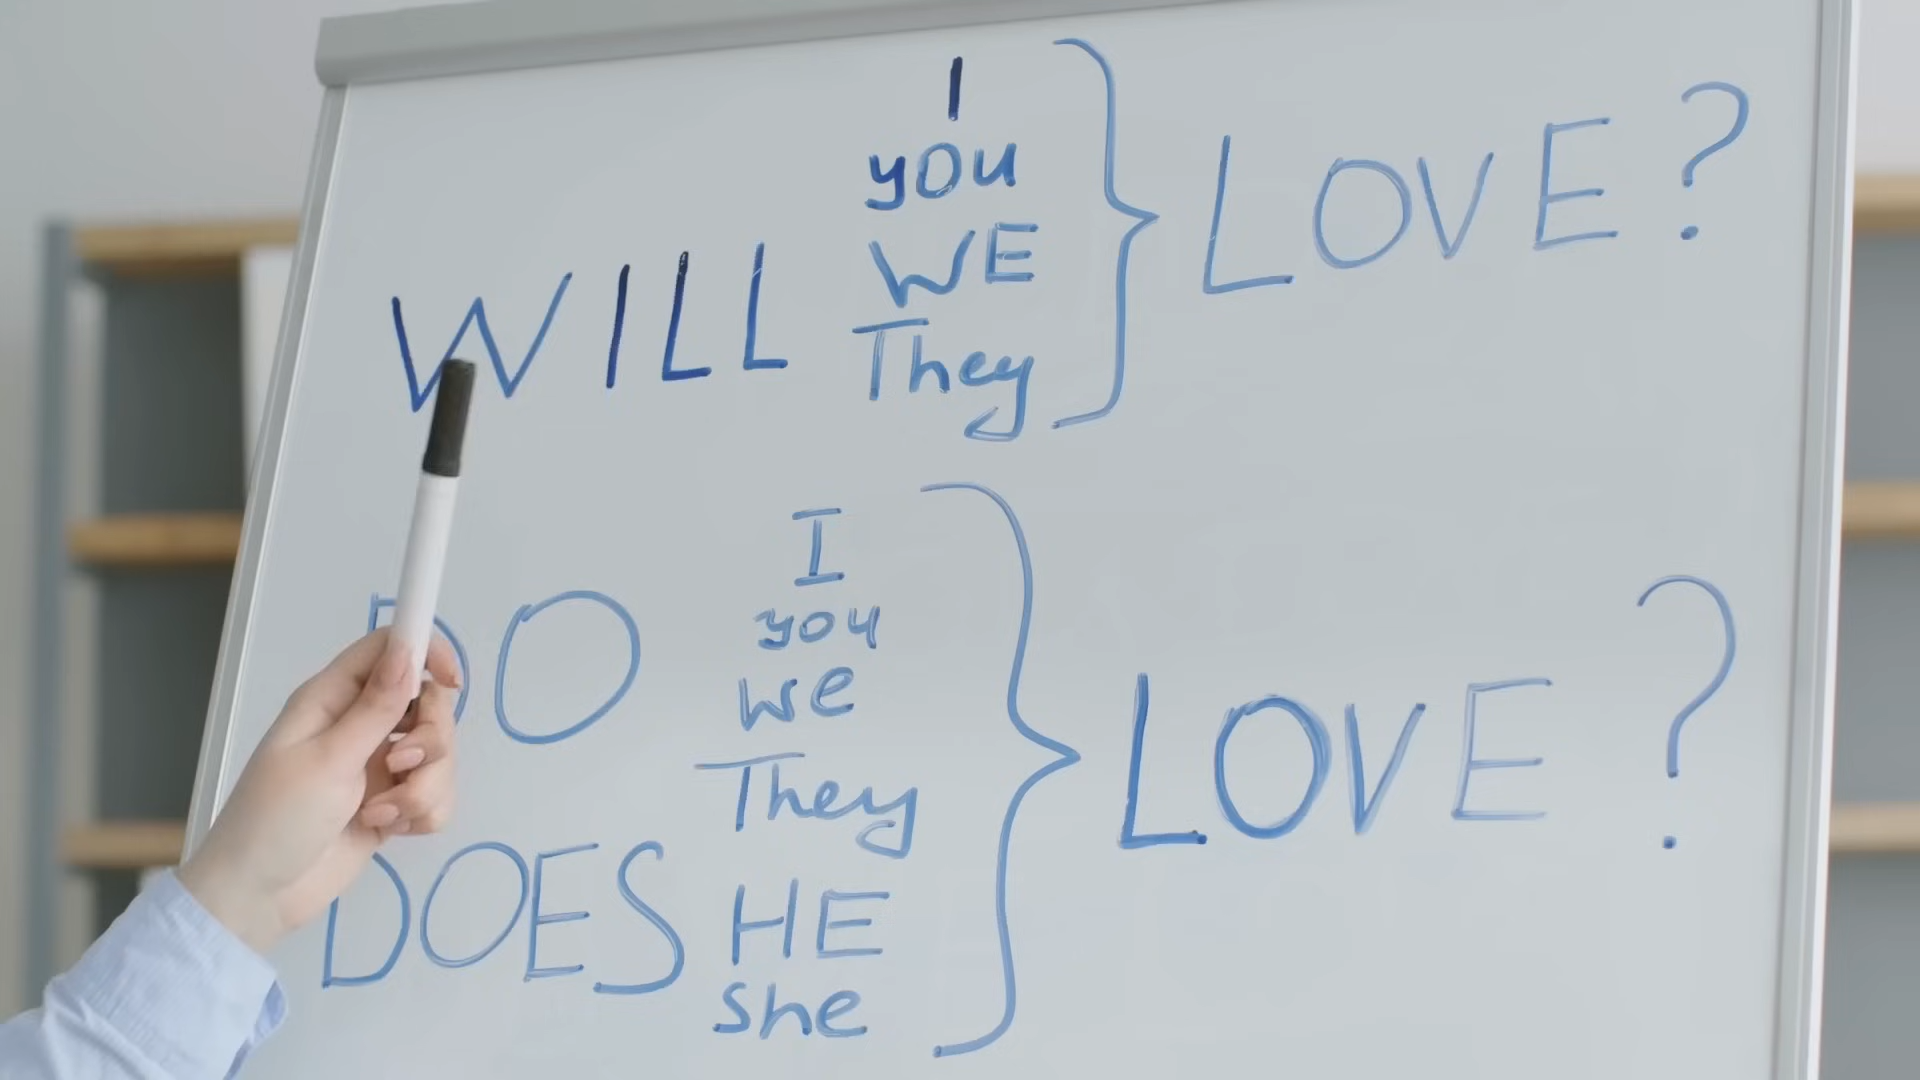 I
you
WE
They
WILL
LOVE?
I
you
we
They
DO
LOVE?
DOES
HE
she